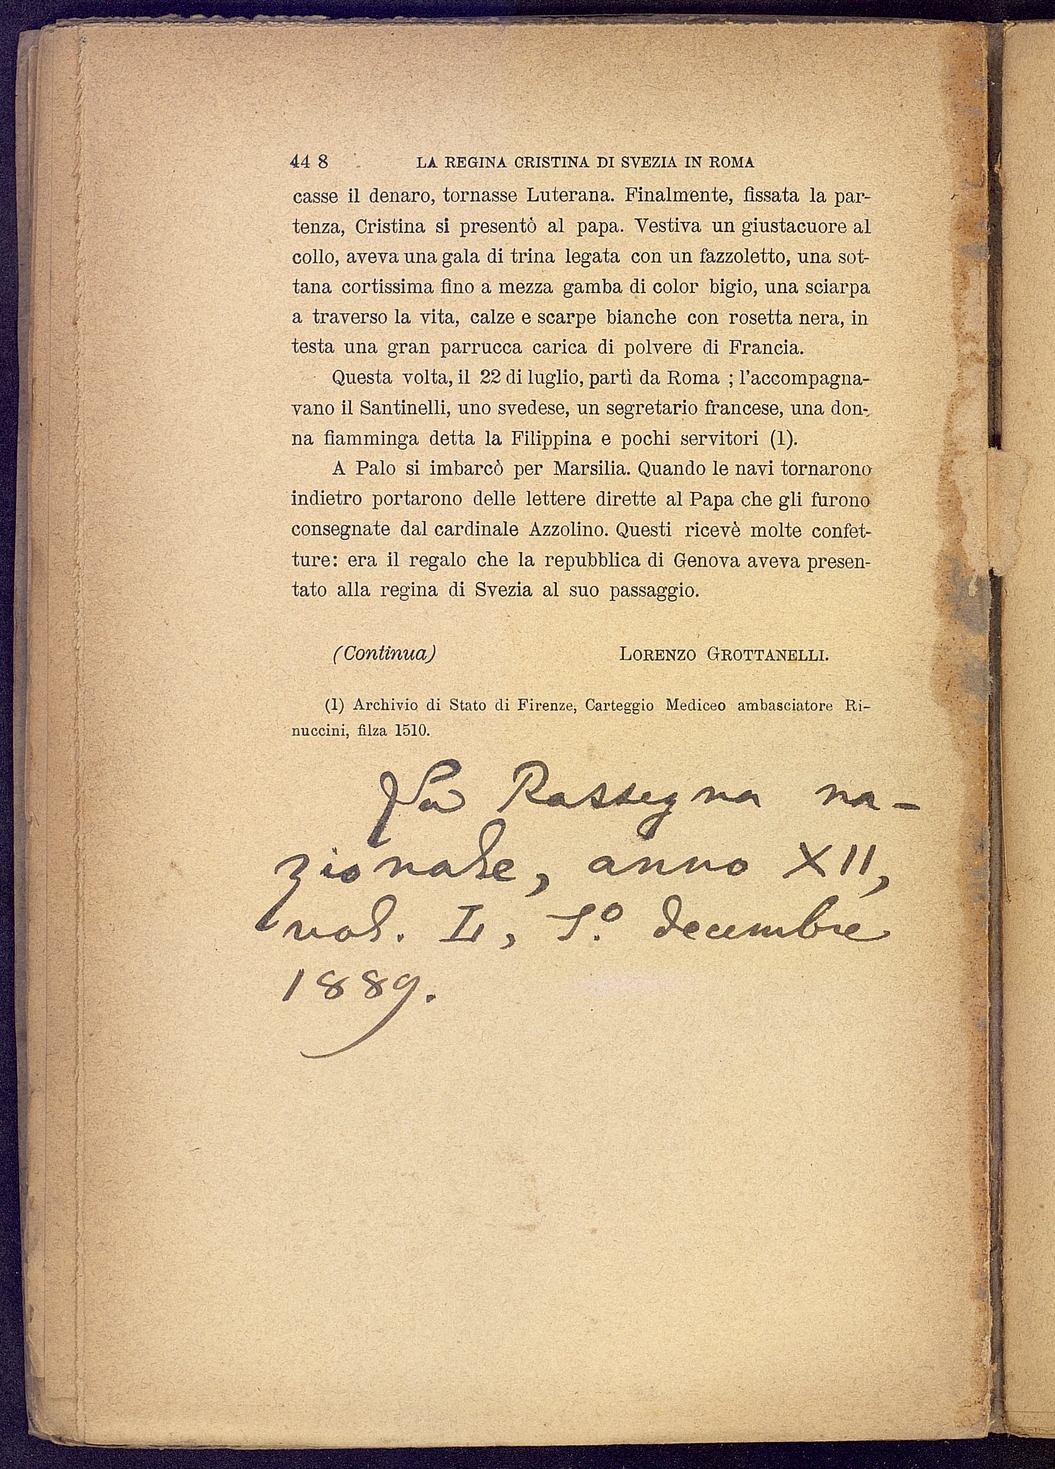 44 8 LA REGINA CRISTINA DI SVEZIA IN ROMA
casse il denaro, tornasse Luterana. Finalmente, fissata la par-
tenza, Cristina si presentò al papa. Vestiva un giustacuore al
collo, aveva una gala di trina legata con un fazzoletto, una sot-
tana cortissima fino a mezza gamba di color bigio, una sciarpa
a traverso la vita, calze e scarpe bianche con rosetta nera, in
testa una gran parrucca carica di polvere di Francia.
Questa volta, il 22 di luglio, partì da Roma ; l'accompagna-
vano il Santinelli, uno svedese, un segretario francese, una don-
na fiamminga detta la Filippina e pochi servitori (1).
A Palo si imbarcò per Marsilia. Quando le navi tornarono
indietro portarono delle lettere dirette al Papa che gli furono
consegnate dal cardinale Azzolino. Questi ricevè molte confet-
ture: era il regalo che la repubblica di Genova aveva presen-
tato alla regina di Svezia al suo passaggio.
(Continua) LORENZO GROTTANELLI.
(1) Archivio di Stato di Firenze, Carteggio Mediceo ambasciatore Ri-
nuccini, filza 1510.
La Rassegna na-
zionale, anno XII,
vol. L, 1.º decembre
1889.